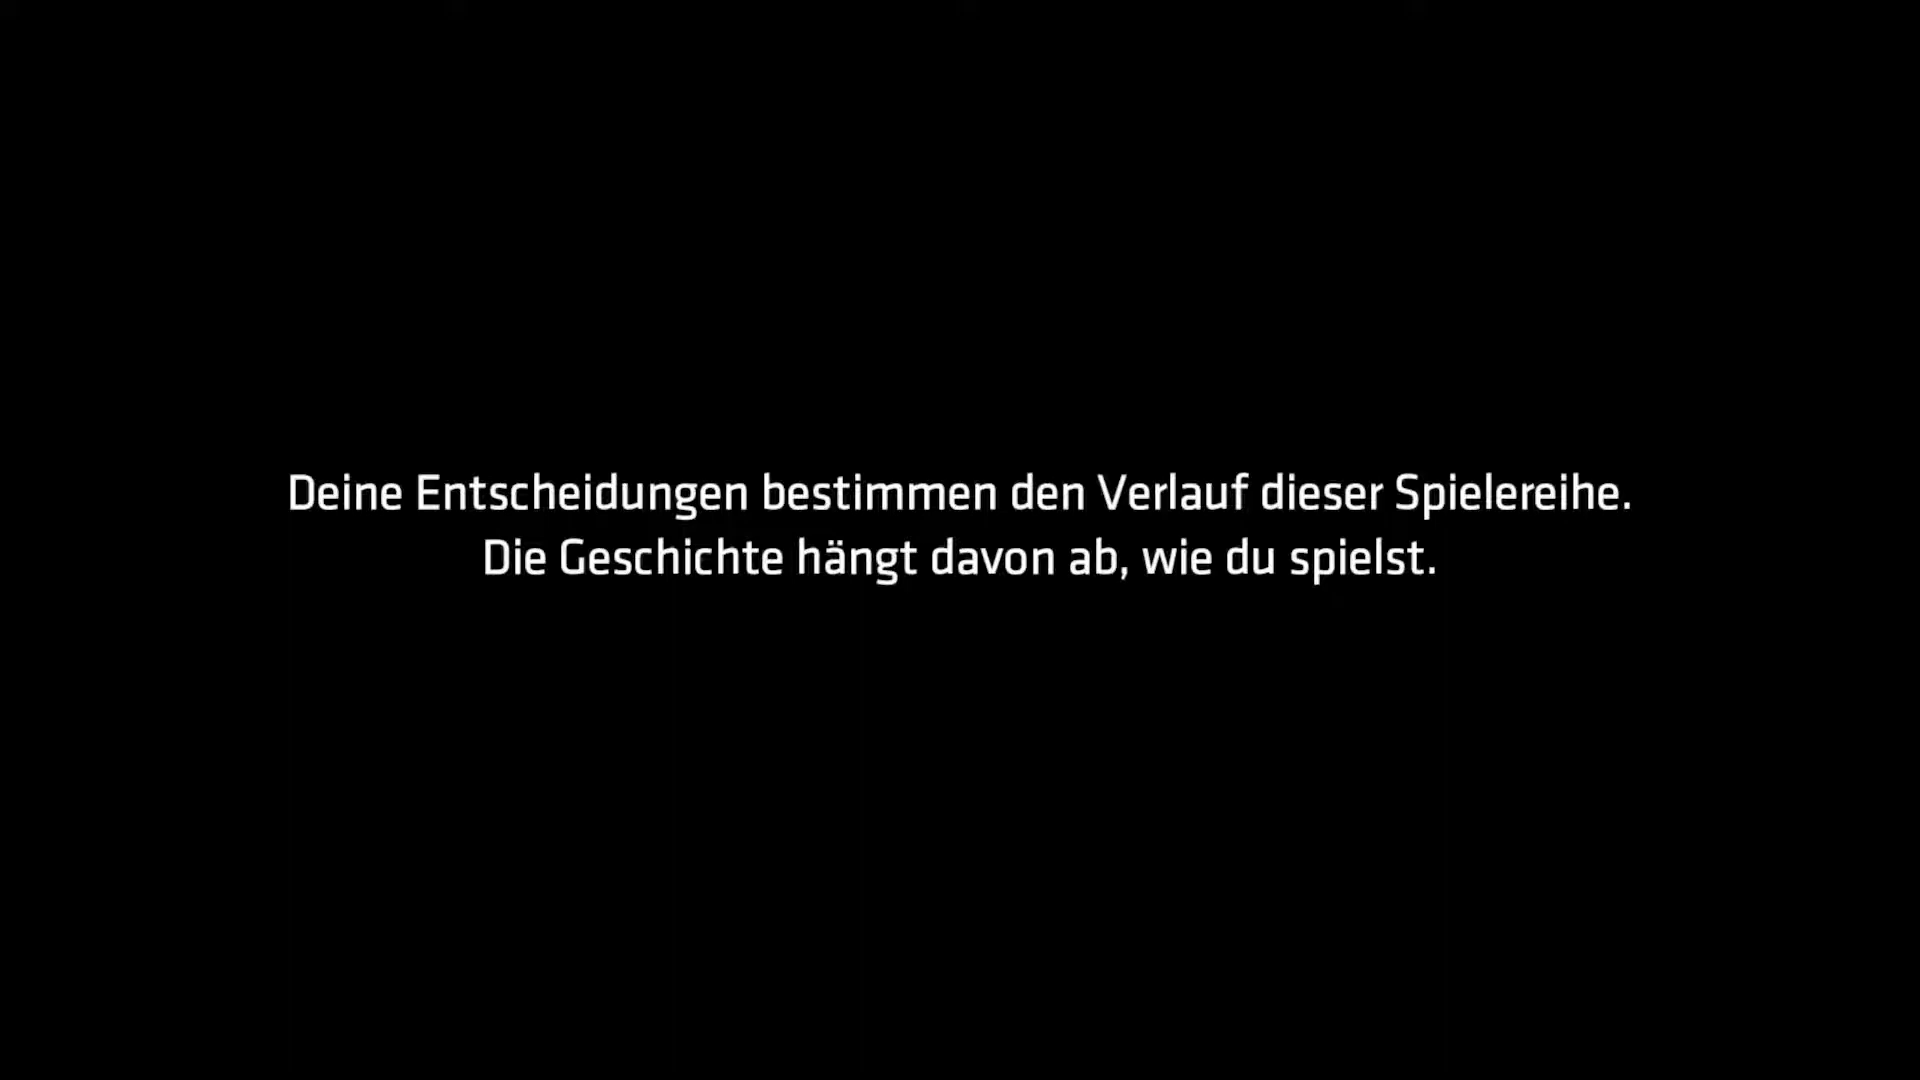 Deine Entscheidungen bestimmen den Verlauf dieser Spielereihe.
Die Geschichte hängt davon ab, wie du spielst.